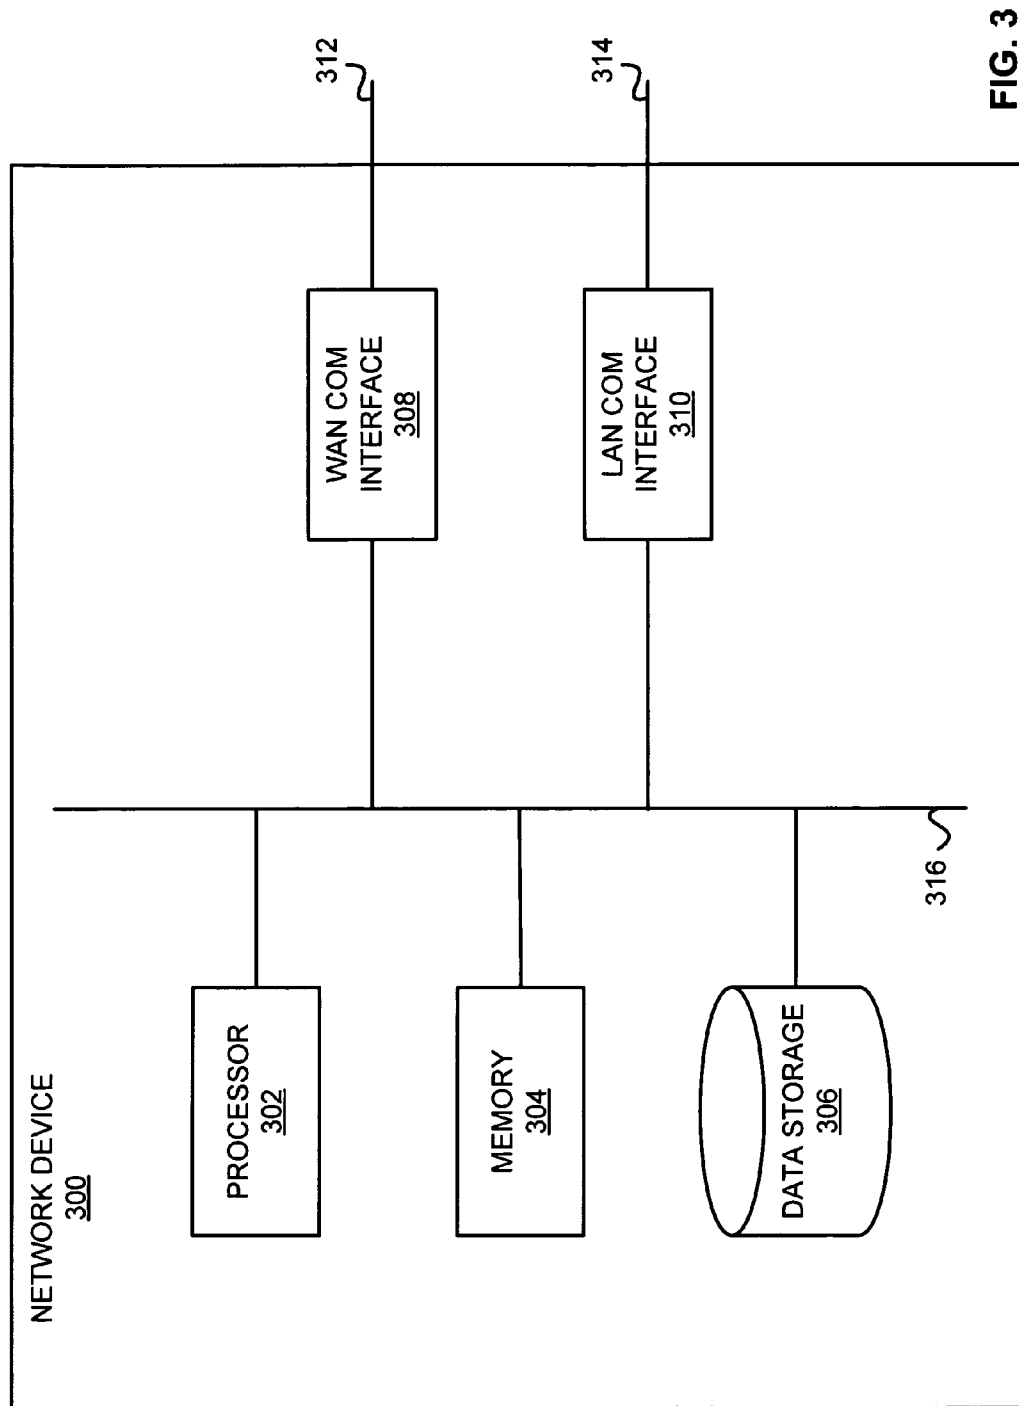 NETWORK DEVICE
300
PROCESSOR
302
MEMORY
304
DATA STORAGE
306
316
WAN COM
INTERFACE
308
LAN COM
INTERFACE
310
312
314
FIG. 3